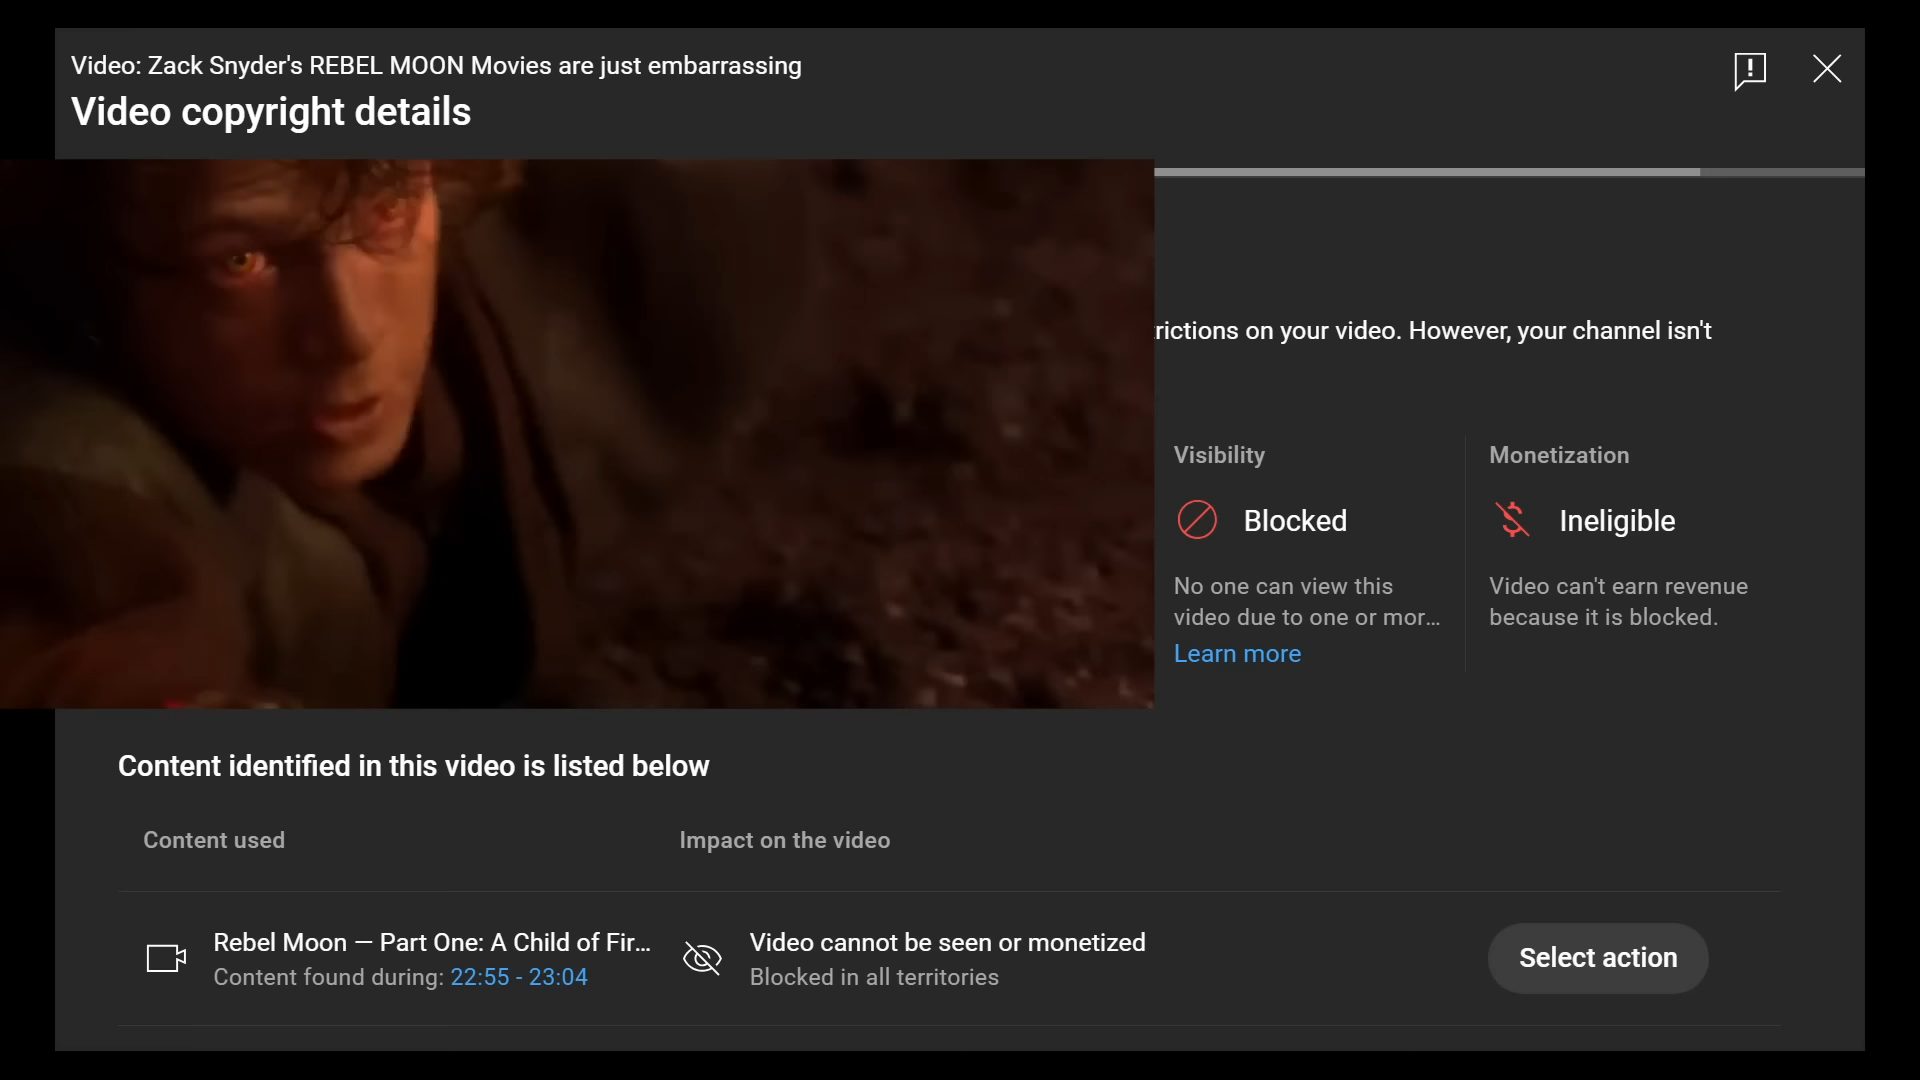 Video: Zack Snyder's REBEL MOON Movies are just embarrassing
Video copyright details
rictions on your video. However, your channel isn't
Visibility
Monetization
Blocked
Ineligible
No one can view this
video due to one or mor...
Learn more
Video can't earn revenue
because it is blocked.
Content identified in this video is listed below
Content used
Impact on the video
Rebel Moon — Part One: A Child of Fir...
Content found during: 22:55 - 23:04
Video cannot be seen or monetized
Blocked in all territories
Select action